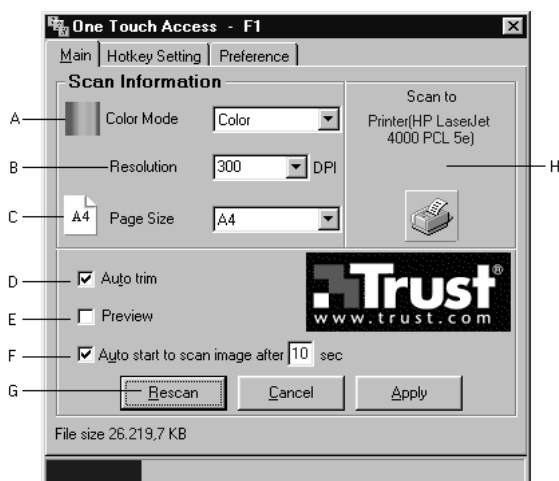 One Touch Access - F1
Main Hotkey Setting Preference
Scan Information
A Color Mode Color
B Resolution 300 DPI
C A4 Page Size A4
Scan to
Printer(HP LaserJet
4000 PCL 5e)
H
D Auto trim
E Preview
F Auto start to scan image after 10 sec
Trust®
www.trust.com
G Rescan Cancel Apply
File size 26.219,7 KB